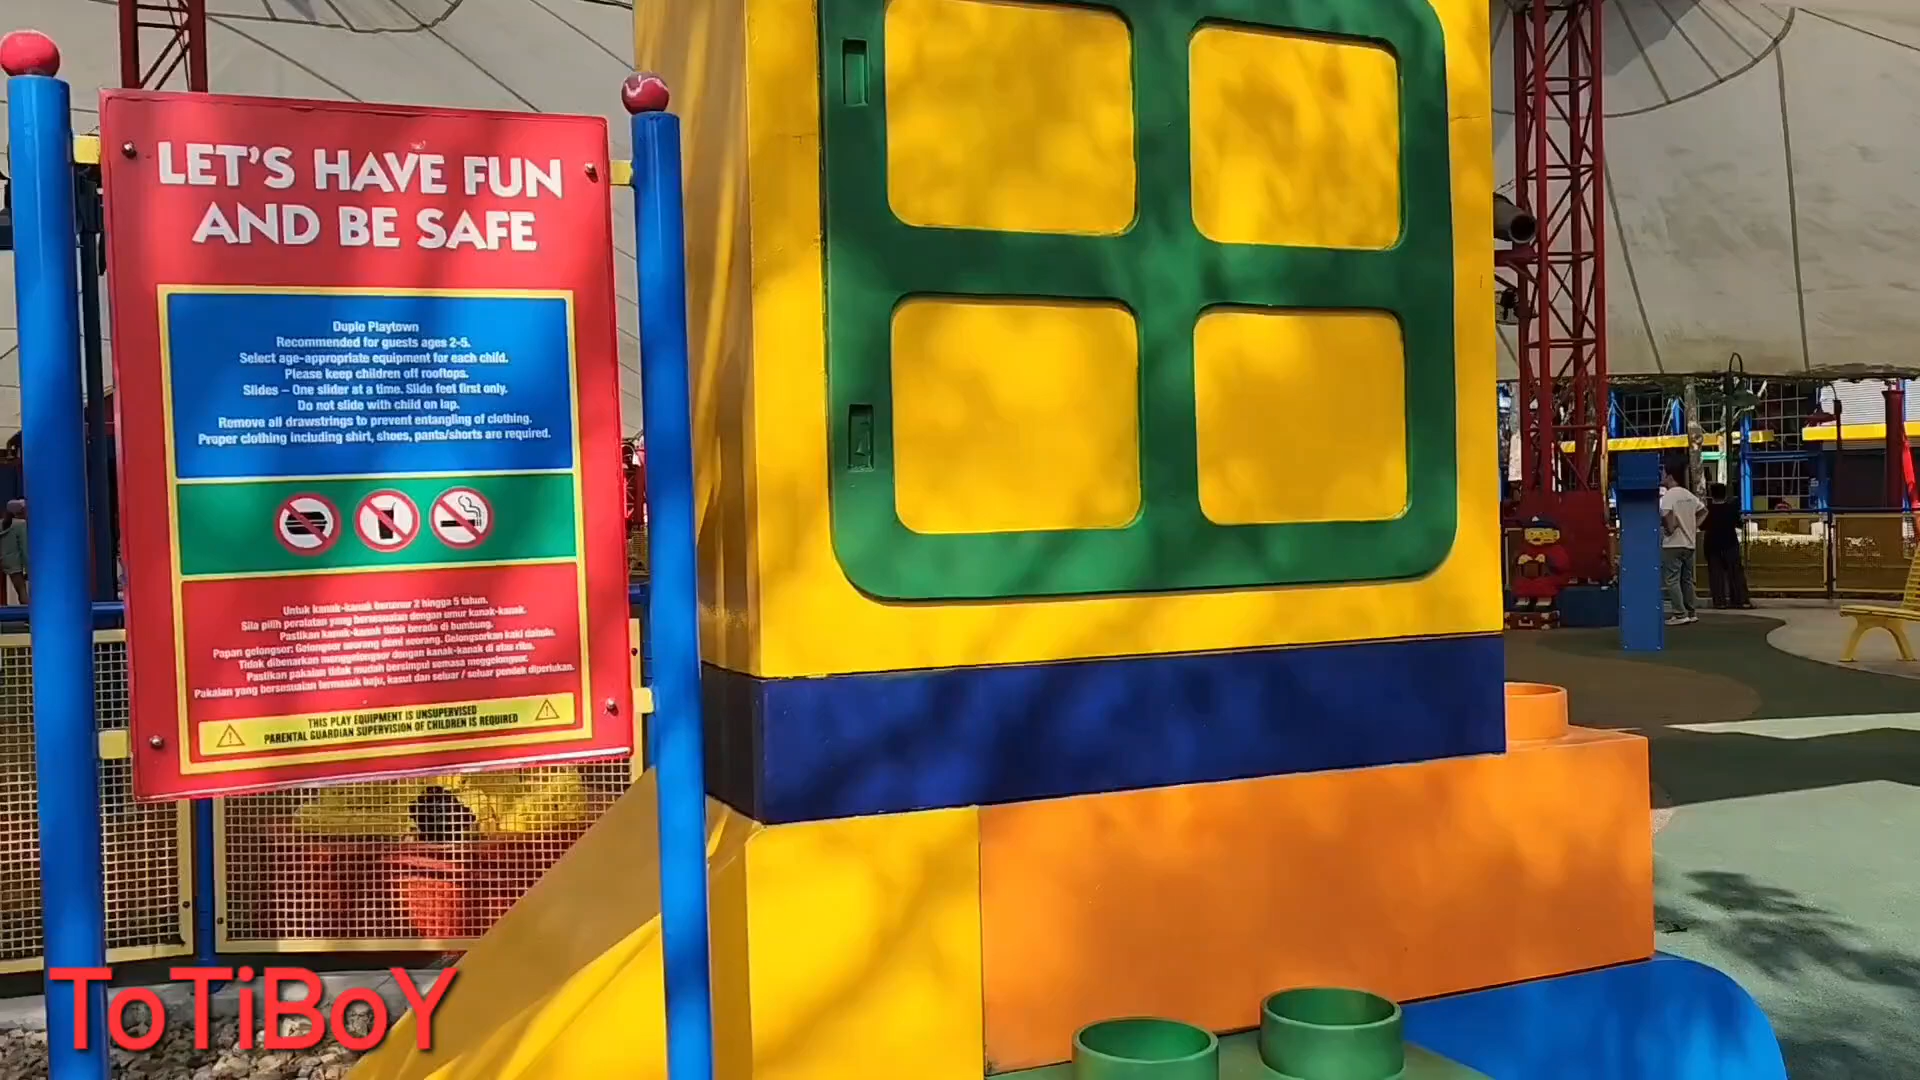 LET'S HAVE FUN
AND BE SAFE
Duplo Playtown
Recommended for guests ages 2-5.
Select age-appropriate equipment for each child.
Please keep children off rooftops.
Slides – One slider at a time. Slide feet first only.
Do not slide with child on lap.
Remove all drawstrings to prevent entangling of clothing.
Proper clothing including shirt, shoes, pants/shorts are required.
Untuk kanak-kanak berumur 2 hingga 5 tahun.
Sila pilih peralatan yang bersesuaian dengan umur kanak-kanak.
Pastikan kanak-kanak tidak berada di bumbung.
Papan gelongsor: Gelongsor seorang demi seorang. Gelongsorkan kaki dahulu.
Tidak dibenarkan menggelongsor dengan kanak-kanak di atas riba.
Pastikan pakaian tidak mudah bersimpul semasa meggelongsor.
Pakaian yang bersesuaian termasuk baju, kasut dan seluar / seluar pendek diperlukan.
THIS PLAY EQUIPMENT IS UNSUPERVISED
PARENTAL GUARDIAN SUPERVISION OF CHILDREN IS REQUIRED
ToTiBoY